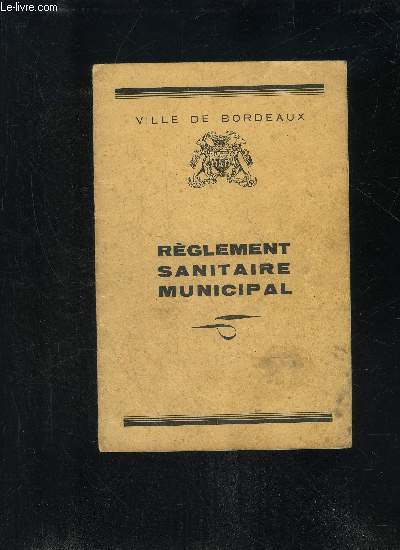 Le-livre.com
VILLE DE BORDEAUX
RÈGLEMENT
SANITAIRE
MUNICIPAL